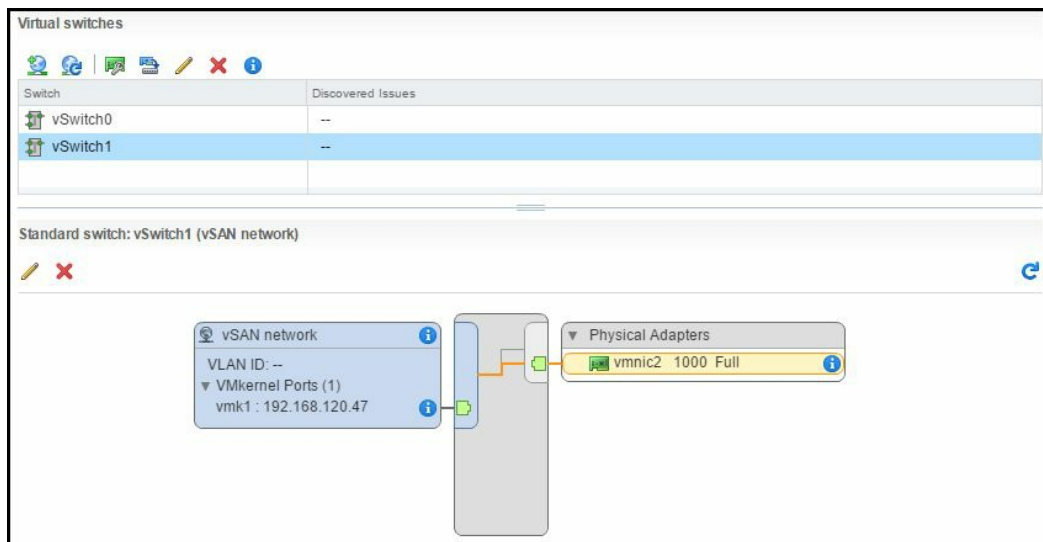 Virtual switches
Switch Discovered Issues
vSwitch0 --
vSwitch1 --
Standard switch: vSwitch1 (vSAN network)
vSAN network
VLAN ID: --
VMkernel Ports (1)
vmk1 : 192.168.120.47
Physical Adapters
vmnic2 1000 Full